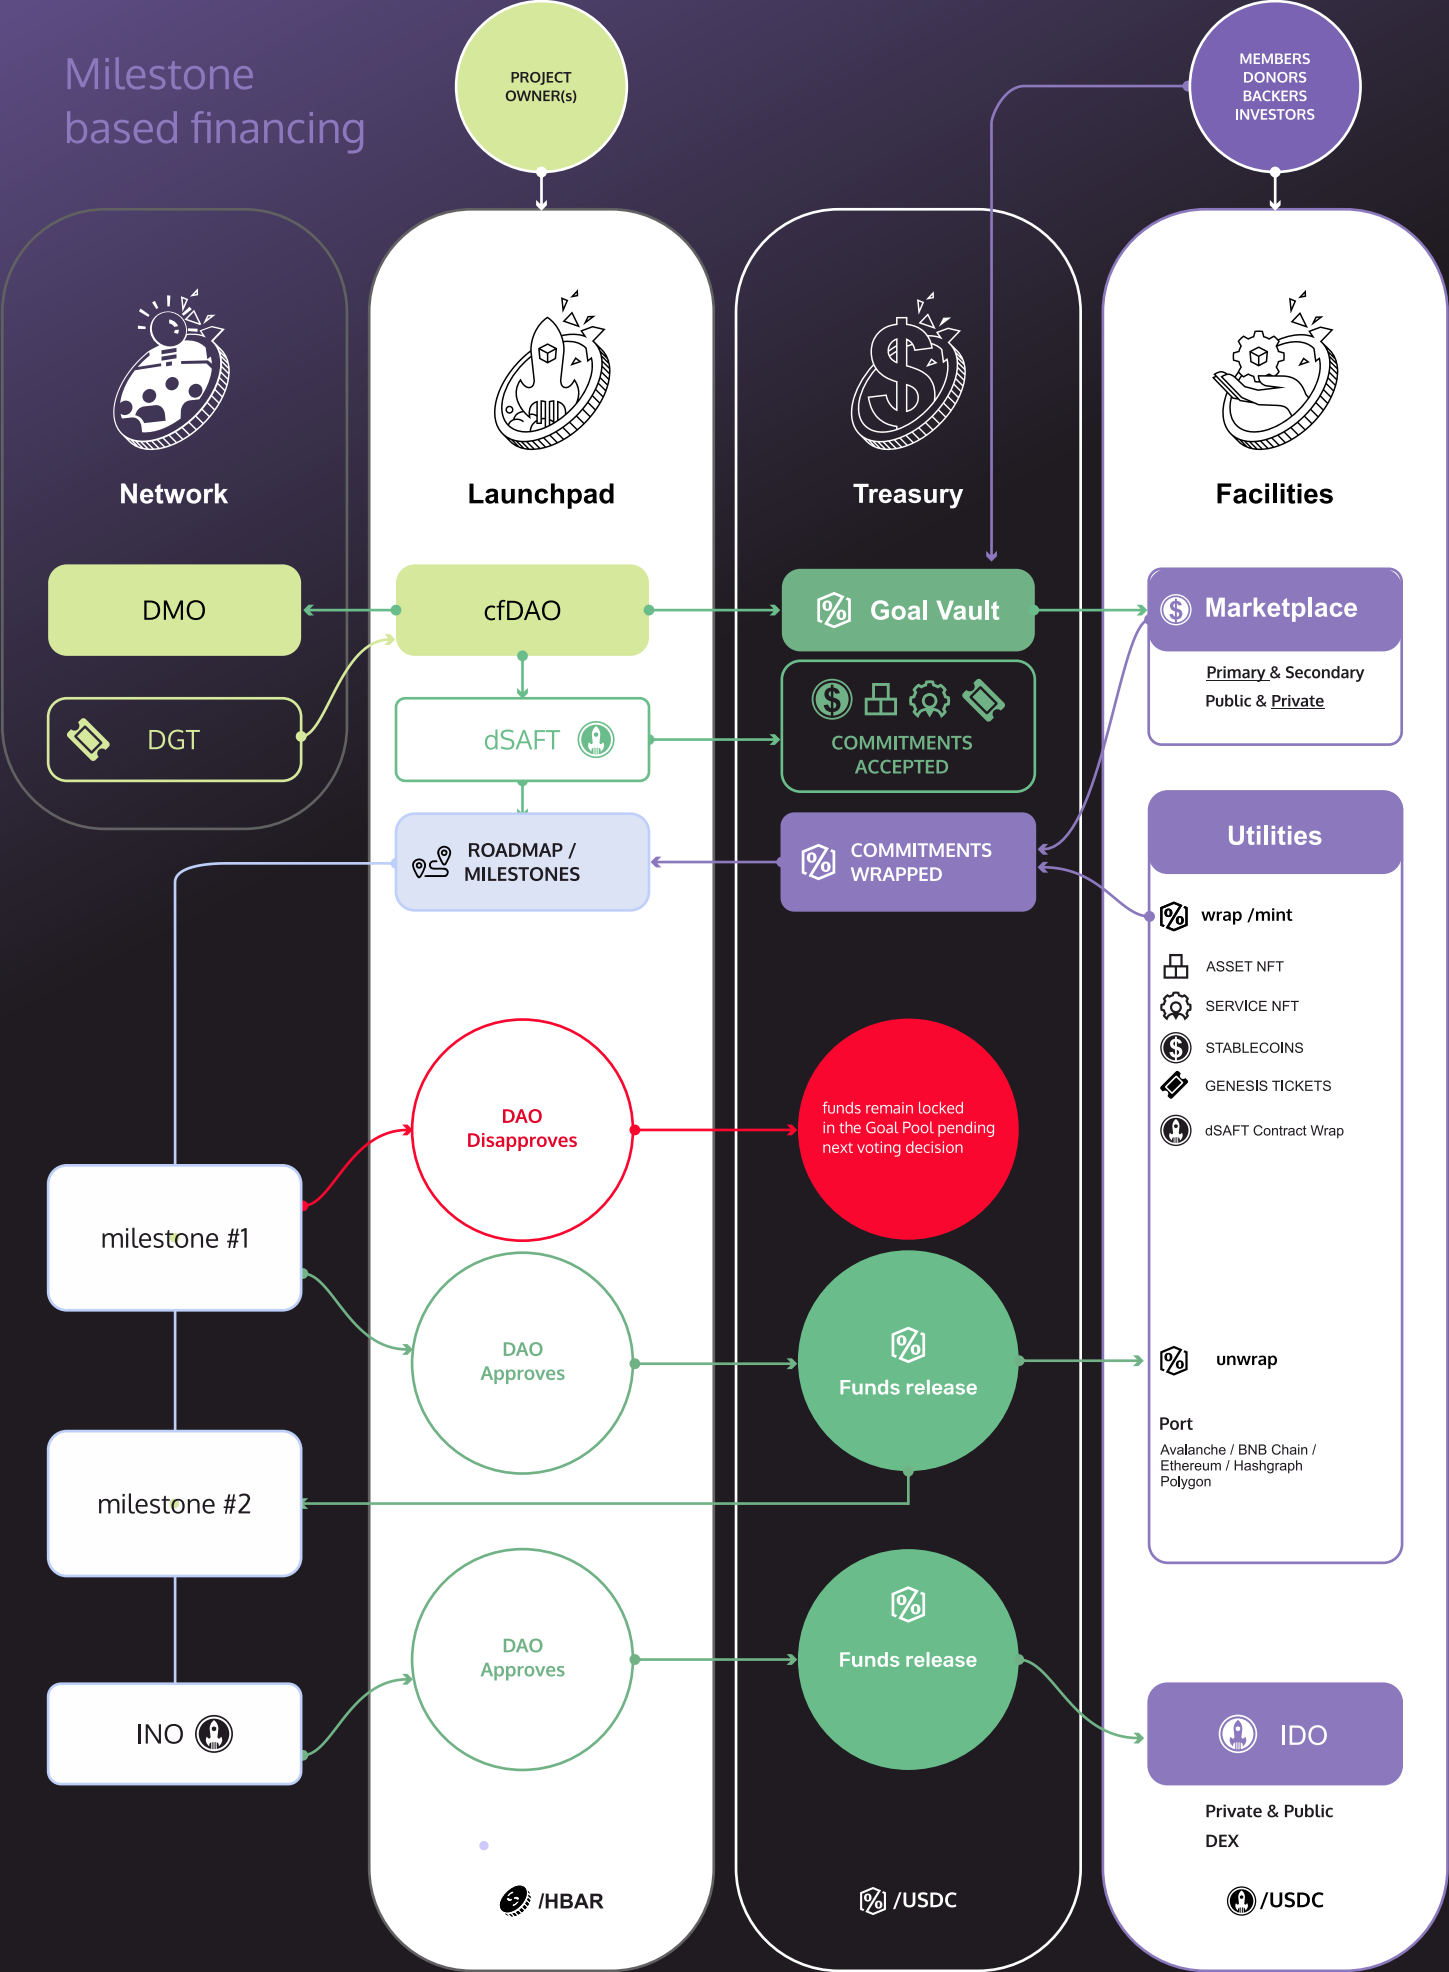 Milestone
based financing
PROJECT
OWNER(s)
MEMBERS
DONORS
BACKERS
INVESTORS
Network
Launchpad
Treasury
Facilities
DMO
cfDAO
Goal Vault
Marketplace
Primary & Secondary
Public & Private
DGT
dSAFT
COMMITMENTS
ACCEPTED
ROADMAP /
MILESTONES
COMMITMENTS
WRAPPED
Utilities
wrap /mint
ASSET NFT
SERVICE NFT
STABLECOINS
GENESIS TICKETS
dSAFT Contract Wrap
DAO
Disapproves
funds remain locked
in the Goal Pool pending
next voting decision
milestone #1
DAO
Approves
Funds release
unwrap
Port
Avalanche / BNB Chain /
Ethereum / Hashgraph
Polygon
milestone #2
DAO
Approves
Funds release
INO
IDO
Private & Public
DEX
/HBAR
/USDC
/USDC